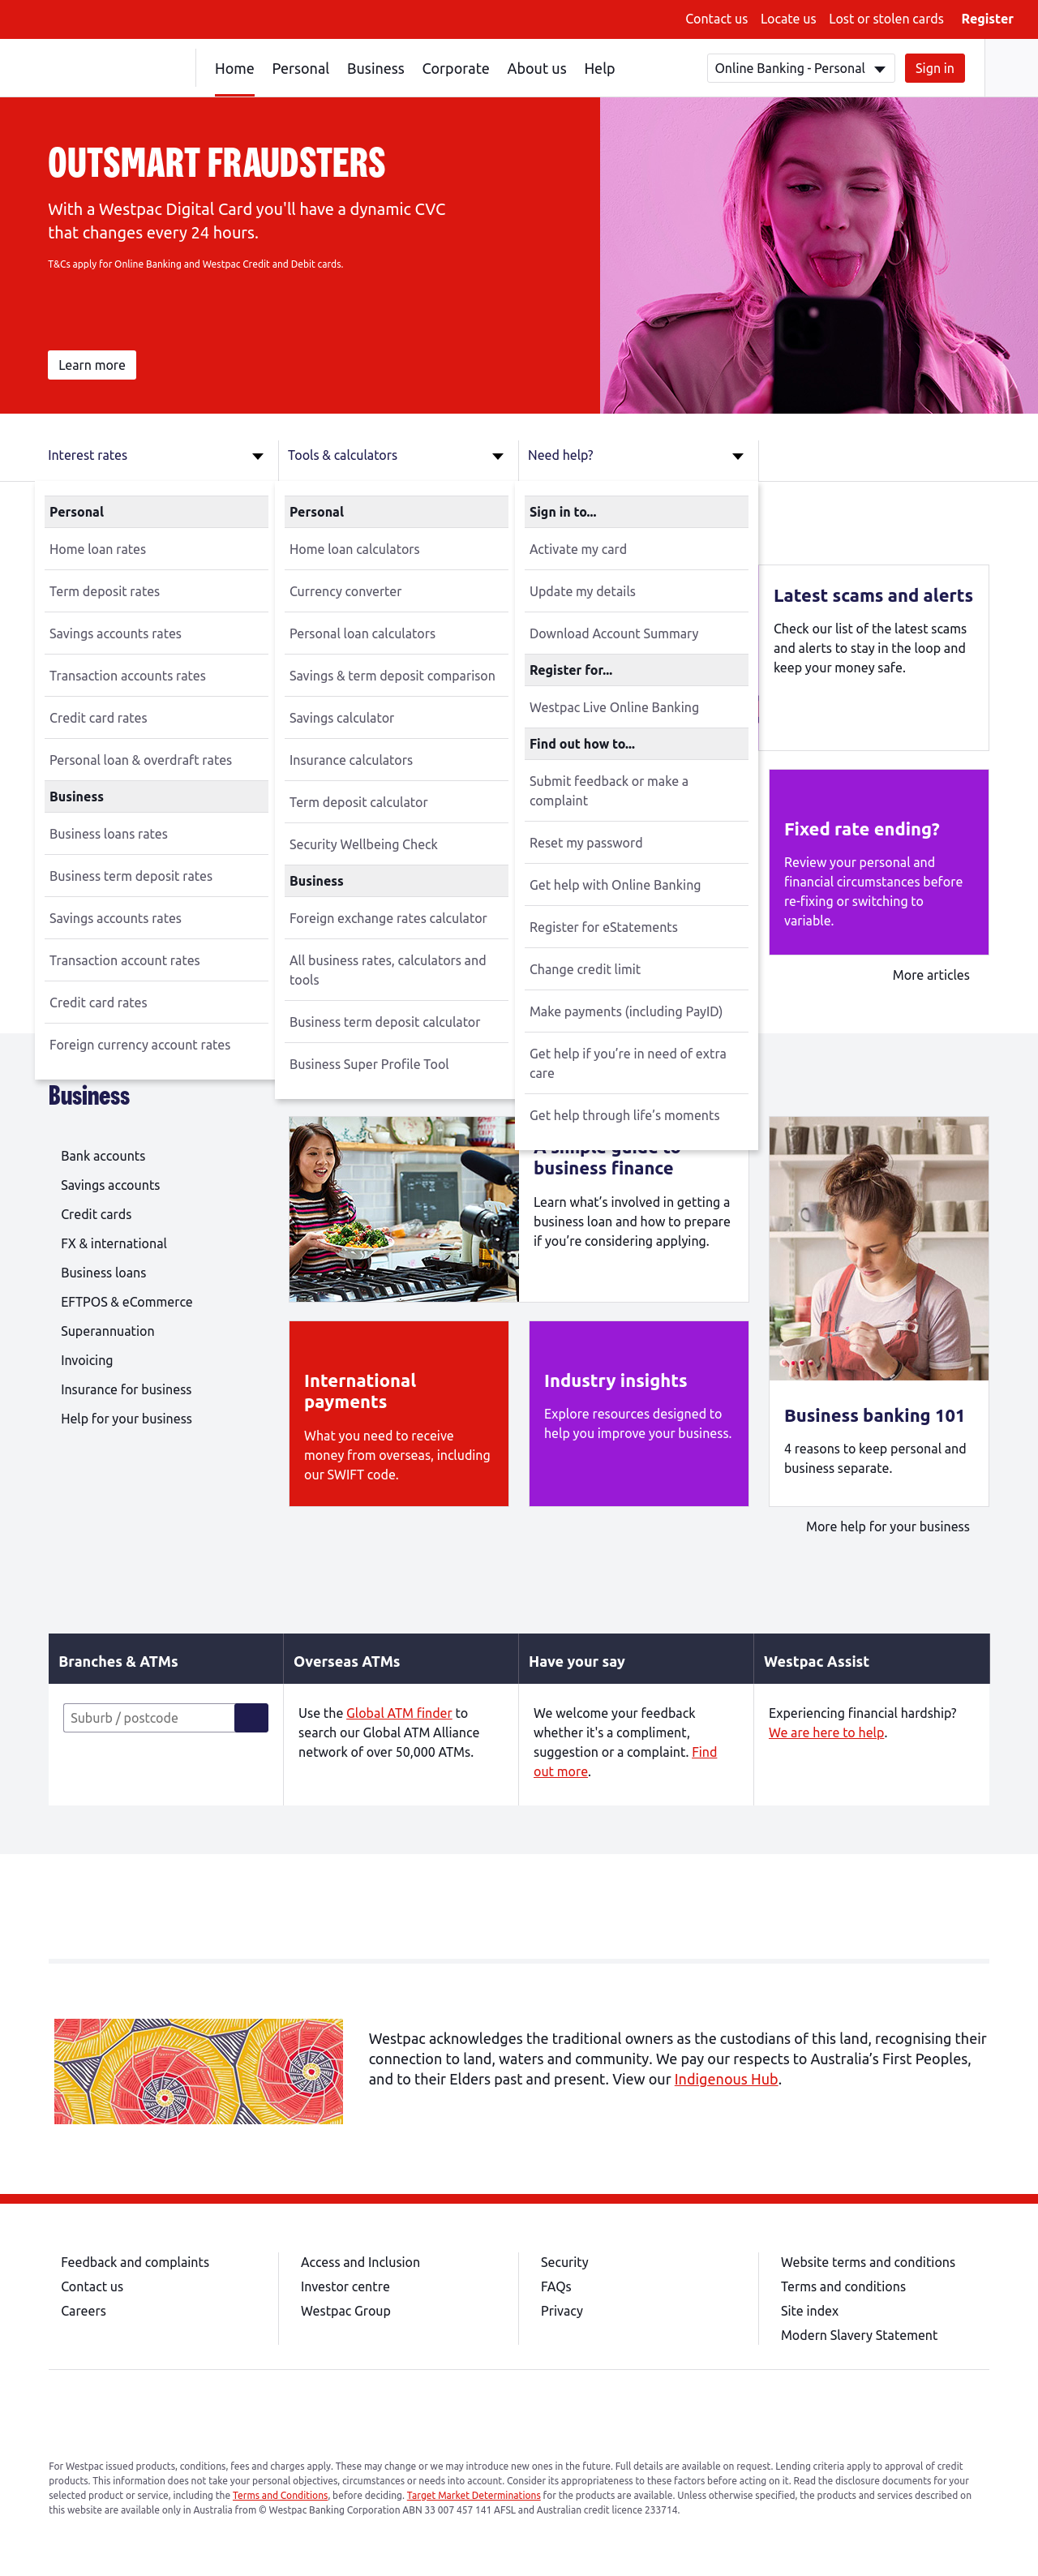 Contact us Locate us Lost or stolen cards Register
Home Personal Business Corporate About us Help Online Banking - Personal Sign in
OUTSMART FRAUDSTERS
With a Westpac Digital Card you'll have a dynamic CVC
that changes every 24 hours.
T&Cs apply for Online Banking and Westpac Credit and Debit cards.
Learn more
Interest rates
Personal
Home loan rates
Term deposit rates
Savings accounts rates
Transaction accounts rates
Credit card rates
Personal loan & overdraft rates
Business
Business loans rates
Business term deposit rates
Savings accounts rates
Transaction account rates
Credit card rates
Foreign currency account rates
Tools & calculators
Personal
Home loan calculators
Currency converter
Personal loan calculators
Savings & term deposit comparison
Savings calculator
Insurance calculators
Term deposit calculator
Security Wellbeing Check
Business
Foreign exchange rates calculator
All business rates, calculators and
tools
Business term deposit calculator
Business Super Profile Tool
Need help?
Sign in to...
Activate my card
Update my details
Download Account Summary
Register for...
Westpac Live Online Banking
Find out how to...
Submit feedback or make a
complaint
Reset my password
Get help with Online Banking
Register for eStatements
Change credit limit
Make payments (including PayID)
Get help if you’re in need of extra
care
Get help through life’s moments
Latest scams and alerts
Check our list of the latest scams
and alerts to stay in the loop and
keep your money safe.
Fixed rate ending?
Review your personal and
financial circumstances before
re-fixing or switching to
variable.
More articles
Business
Bank accounts
Savings accounts
Credit cards
FX & international
Business loans
EFTPOS & eCommerce
Superannuation
Invoicing
Insurance for business
Help for your business
A simple guide to
business finance
Learn what’s involved in getting a
business loan and how to prepare
if you’re considering applying.
International
payments
What you need to receive
money from overseas, including
our SWIFT code.
Industry insights
Explore resources designed to
help you improve your business.
Business banking 101
4 reasons to keep personal and
business separate.
More help for your business
Branches & ATMs
Suburb / postcode
Overseas ATMs
Use the Global ATM finder to
search our Global ATM Alliance
network of over 50,000 ATMs.
Have your say
We welcome your feedback
whether it's a compliment,
suggestion or a complaint. Find
out more.
Westpac Assist
Experiencing financial hardship?
We are here to help.
Westpac acknowledges the traditional owners as the custodians of this land, recognising their
connection to land, waters and community. We pay our respects to Australia’s First Peoples,
and to their Elders past and present. View our Indigenous Hub.
Feedback and complaints
Contact us
Careers
Access and Inclusion
Investor centre
Westpac Group
Security
FAQs
Privacy
Website terms and conditions
Terms and conditions
Site index
Modern Slavery Statement
For Westpac issued products, conditions, fees and charges apply. These may change or we may introduce new ones in the future. Full details are available on request. Lending criteria apply to approval of credit
products. This information does not take your personal objectives, circumstances or needs into account. Consider its appropriateness to these factors before acting on it. Read the disclosure documents for your
selected product or service, including the Terms and Conditions, before deciding. Target Market Determinations for the products are available. Unless otherwise specified, the products and services described on
this website are available only in Australia from © Westpac Banking Corporation ABN 33 007 457 141 AFSL and Australian credit licence 233714.